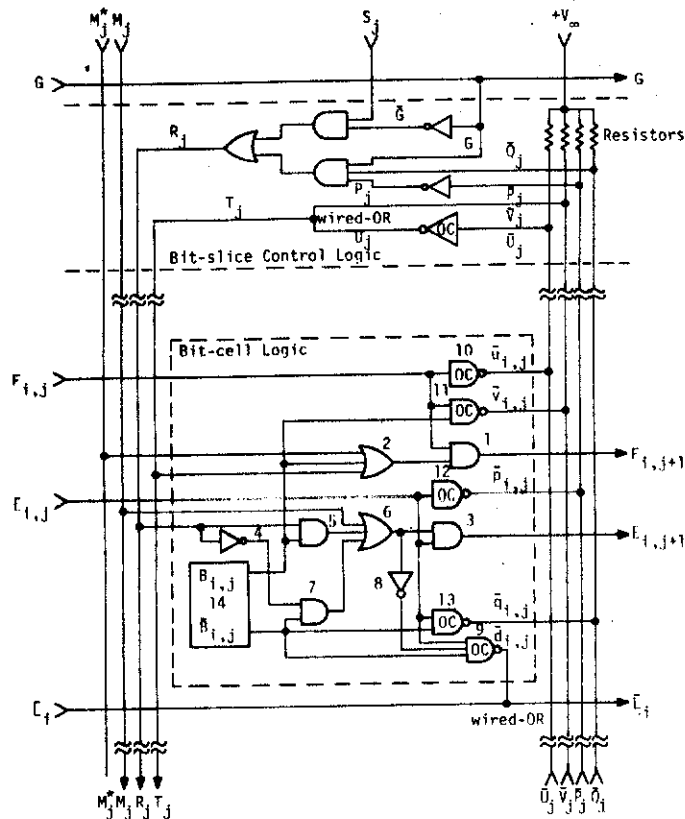 M*j Mj Sj +V∞
G G
Ḡ
Rj Resistors
G Q̄j
Pj P̄j
Tj wired-OR V̄j
Uj OC Ūj
Bit-slice Control Logic
Bit-cell Logic 10 ūi,j
Fi,j OC
11 v̄i,j
OC
2 1
Fi,j+1
12 p̄i,j
Ei,j OC
4 5 6 3
Ei,j+1
Bi,j 7 8
14 13 q̄i,j
B̄i,j OC
9 d̄i,j
OC
wired-OR
M*j Mj Rj Tj Ūj V̄j P̄j Q̄j